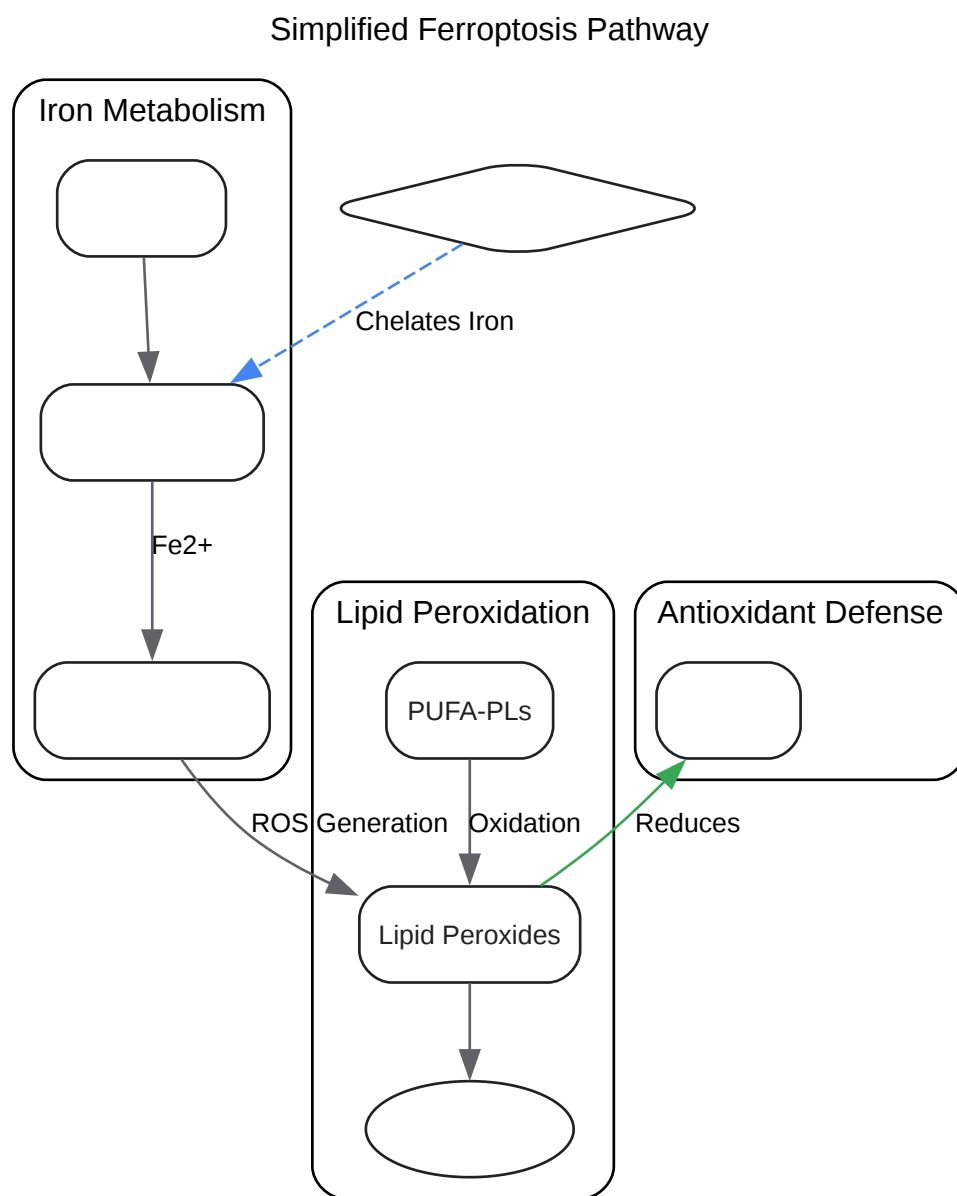 Simplified Ferroptosis Pathway
Iron Metabolism
Chelates Iron
Fe2+
Lipid Peroxidation
Antioxidant Defense
PUFA-PLs
ROS Generation
Oxidation
Reduces
Lipid Peroxides